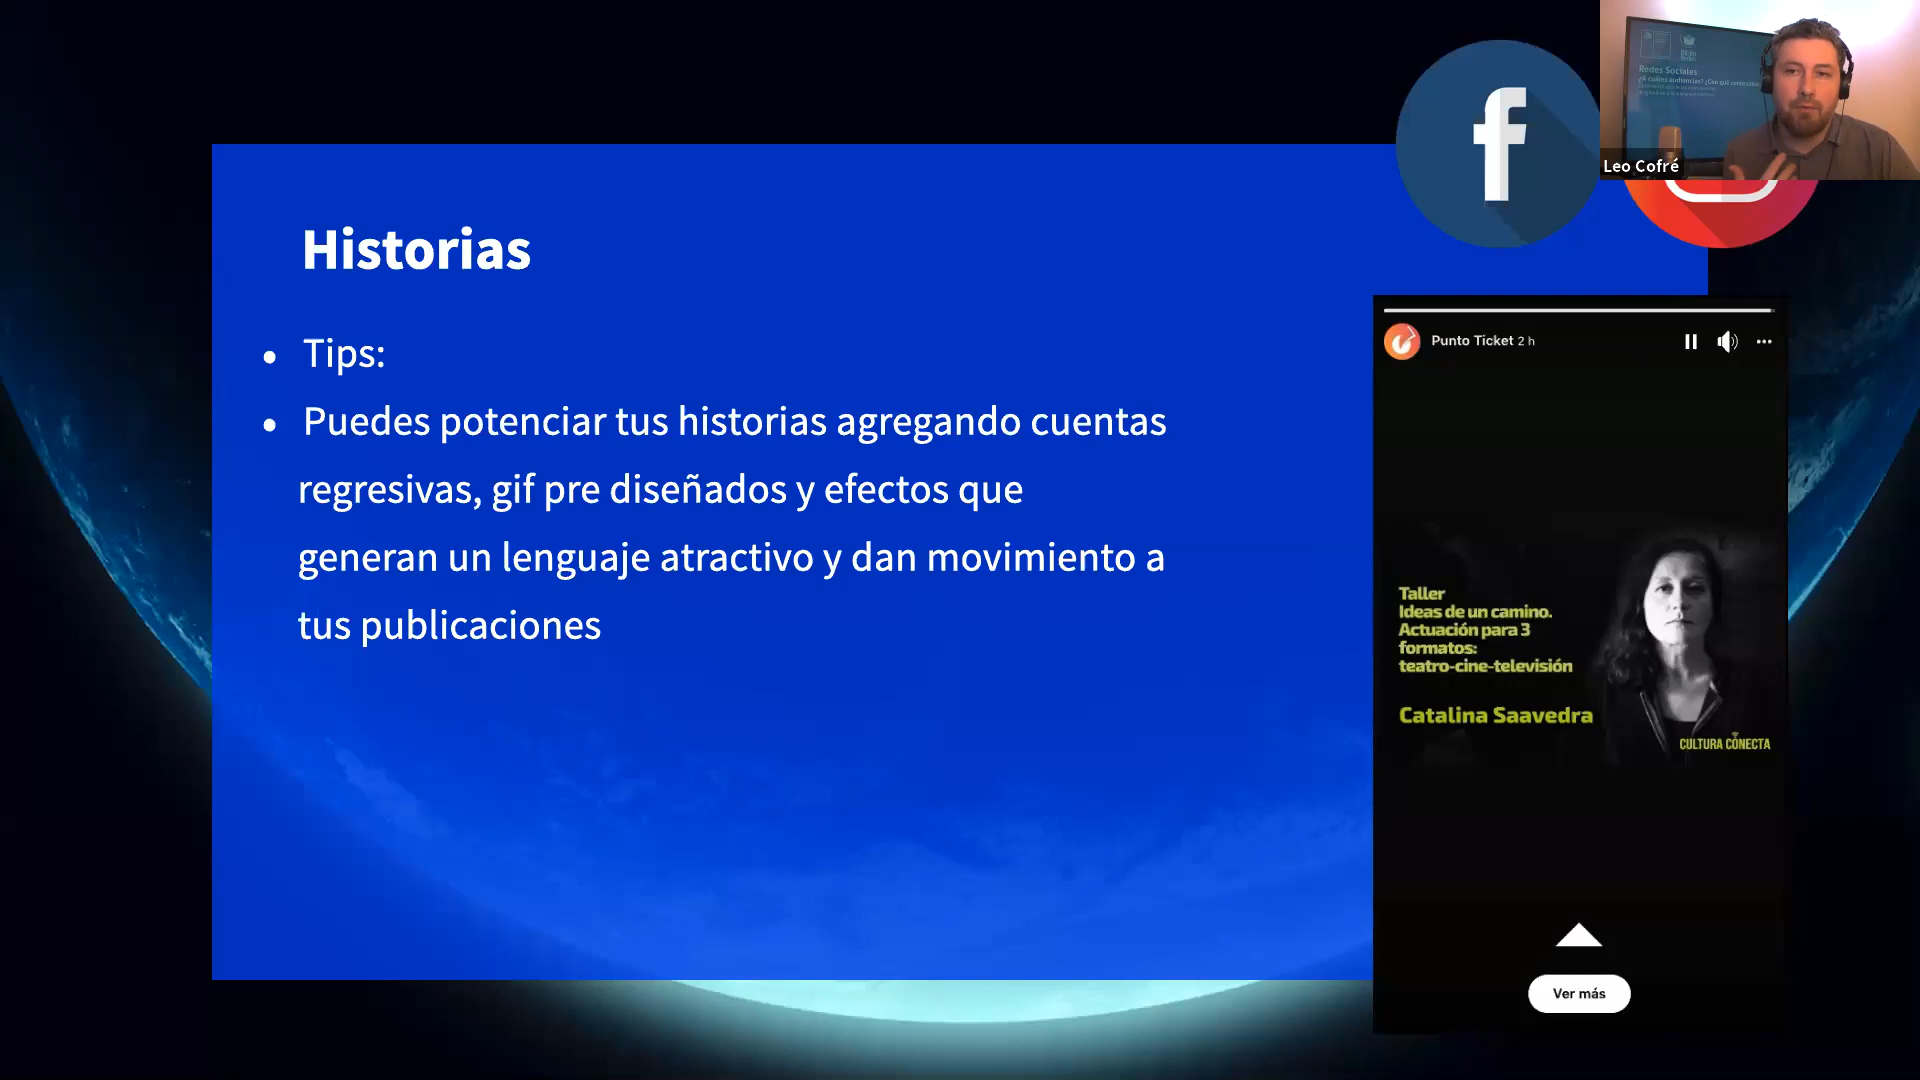 Historias
• Tips:
• Puedes potenciar tus historias agregando cuentas
regresivas, gif pre diseñados y efectos que
generan un lenguaje atractivo y dan movimiento a
tus publicaciones
Redes Sociales
Leo Cofré
Punto Ticket 2 h
Taller
Ideas de un camino.
Actuación para 3
formatos:
teatro-cine-televisión
Catalina Saavedra
CULTURA CONECTA
Ver más